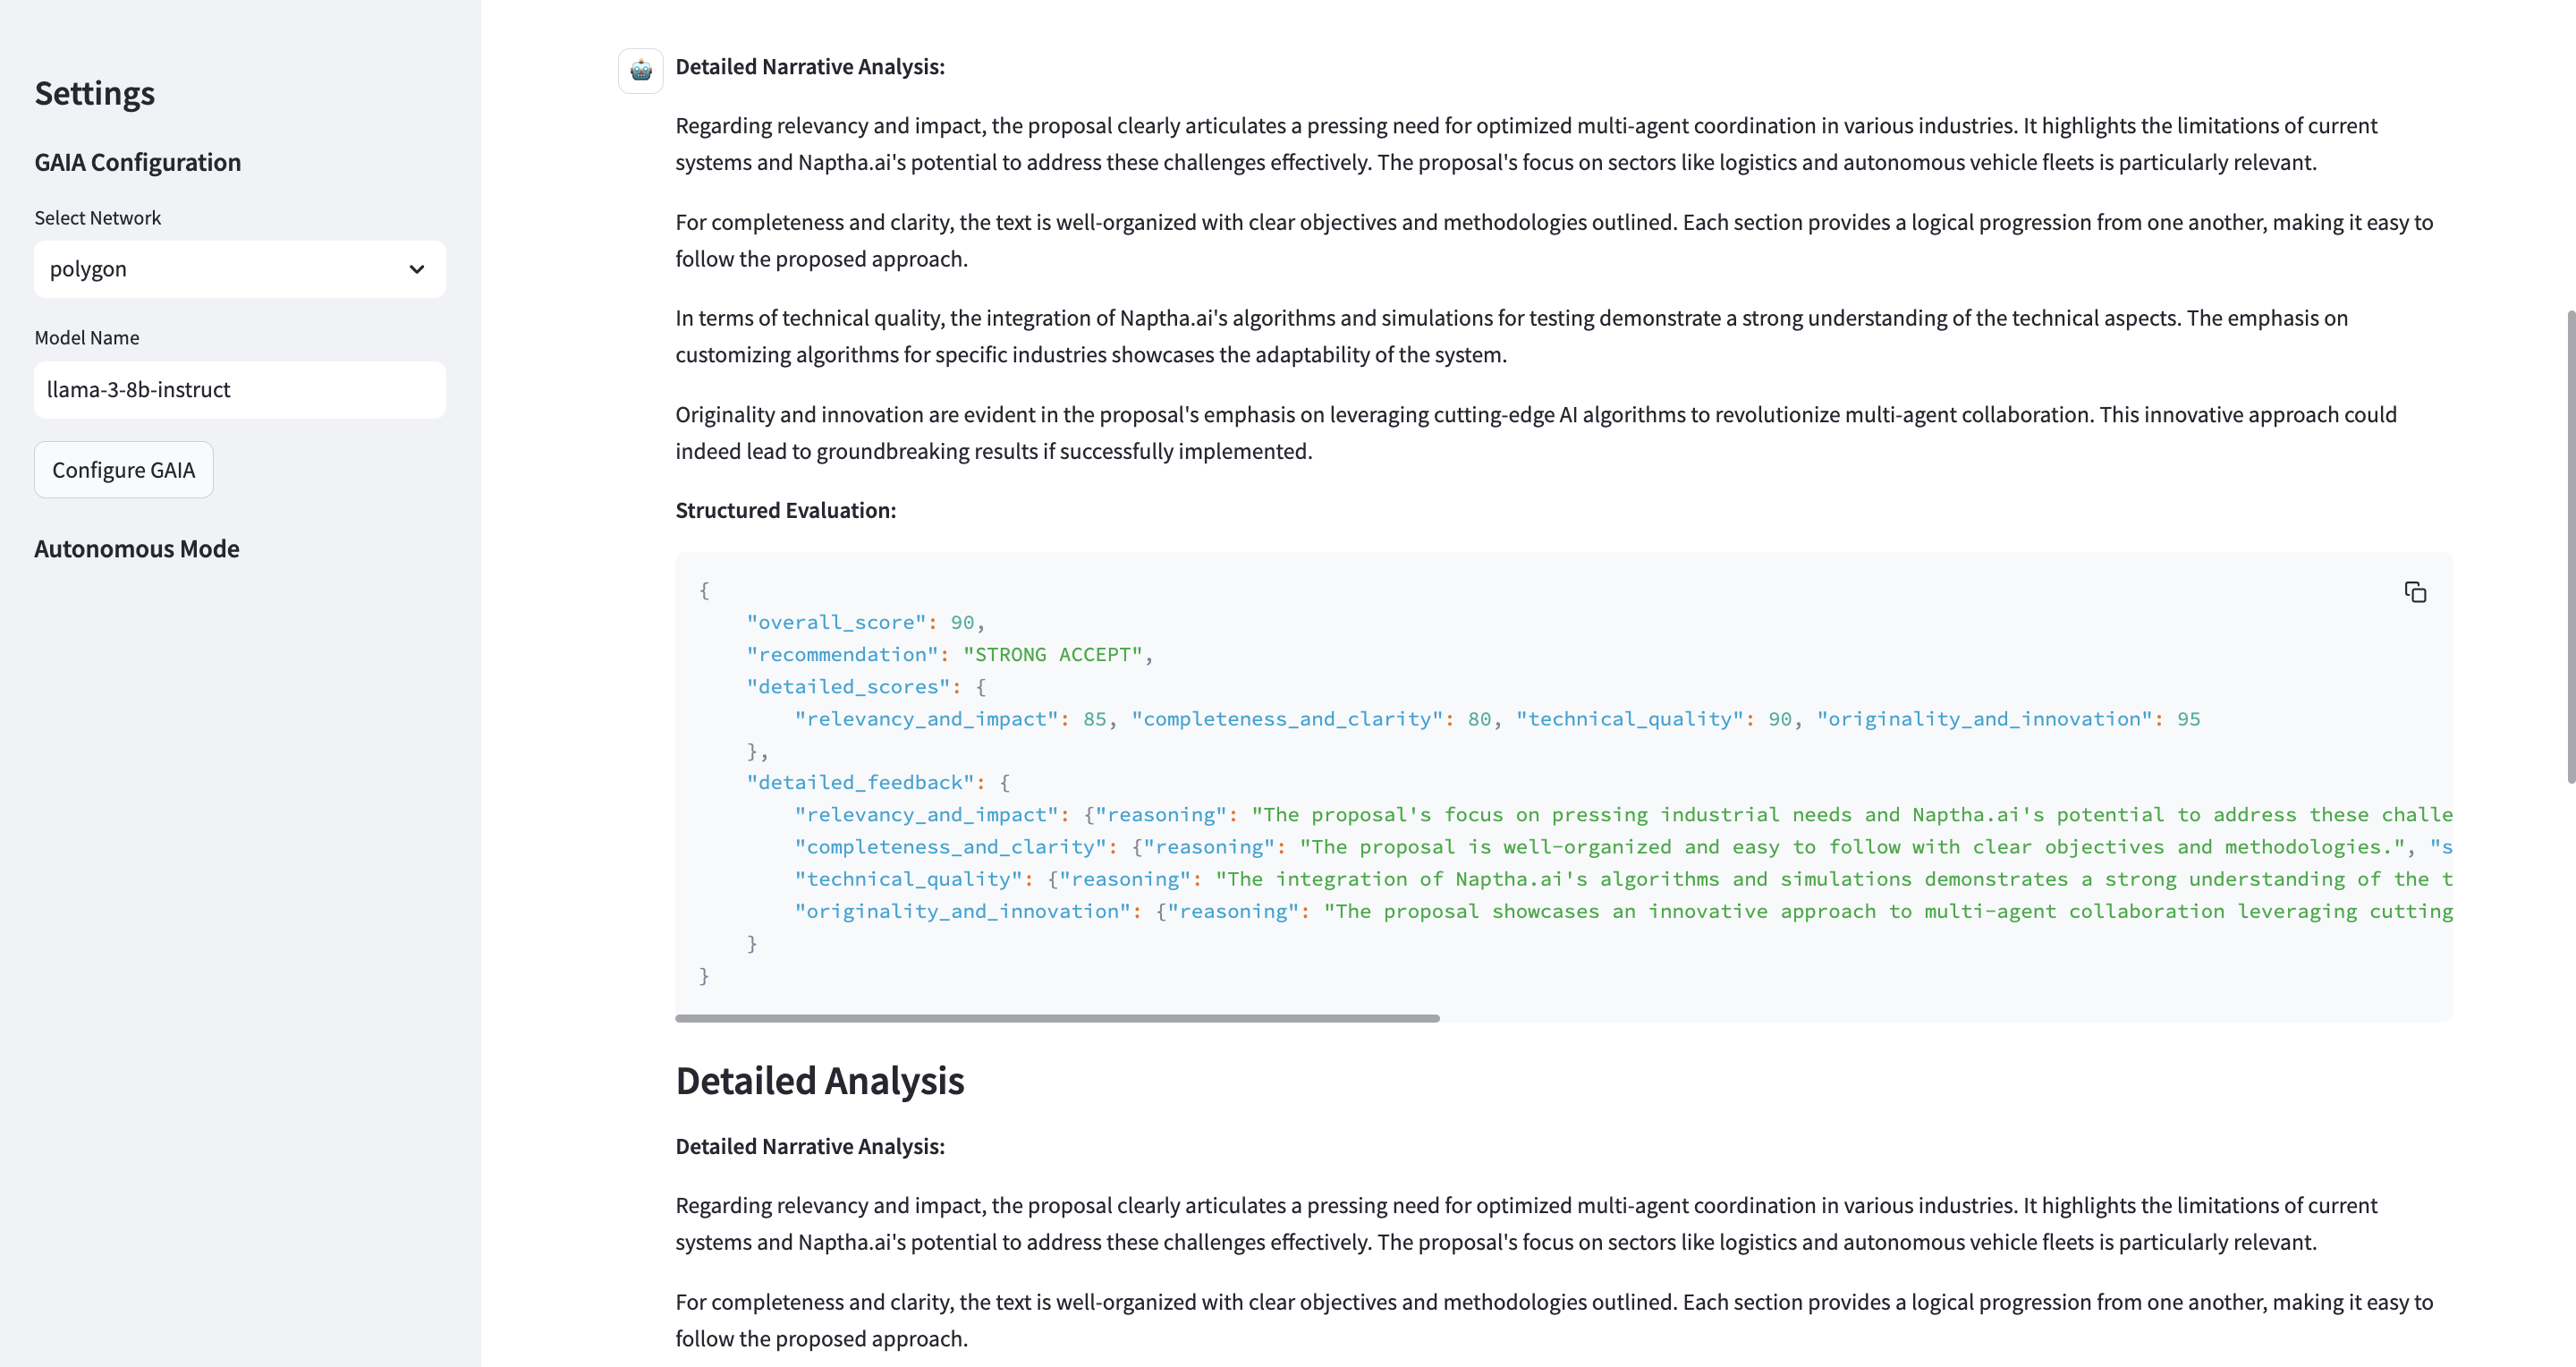 Settings
GAIA Configuration
Select Network
polygon
Model Name
llama-3-8b-instruct
Configure GAIA
Autonomous Mode
Detailed Narrative Analysis:
Regarding relevancy and impact, the proposal clearly articulates a pressing need for optimized multi-agent coordination in various industries. It highlights the limitations of current
systems and Naptha.ai's potential to address these challenges effectively. The proposal's focus on sectors like logistics and autonomous vehicle fleets is particularly relevant.
For completeness and clarity, the text is well-organized with clear objectives and methodologies outlined. Each section provides a logical progression from one another, making it easy to
follow the proposed approach.
In terms of technical quality, the integration of Naptha.ai's algorithms and simulations for testing demonstrate a strong understanding of the technical aspects. The emphasis on
customizing algorithms for specific industries showcases the adaptability of the system.
Originality and innovation are evident in the proposal's emphasis on leveraging cutting-edge AI algorithms to revolutionize multi-agent collaboration. This innovative approach could
indeed lead to groundbreaking results if successfully implemented.
Structured Evaluation:
{
    "overall_score": 90,
    "recommendation": "STRONG ACCEPT",
    "detailed_scores": {
        "relevancy_and_impact": 85, "completeness_and_clarity": 80, "technical_quality": 90, "originality_and_innovation": 95
    },
    "detailed_feedback": {
        "relevancy_and_impact": {"reasoning": "The proposal's focus on pressing industrial needs and Naptha.ai's potential to address these challe
        "completeness_and_clarity": {"reasoning": "The proposal is well-organized and easy to follow with clear objectives and methodologies.", "s
        "technical_quality": {"reasoning": "The integration of Naptha.ai's algorithms and simulations demonstrates a strong understanding of the t
        "originality_and_innovation": {"reasoning": "The proposal showcases an innovative approach to multi-agent collaboration leveraging cutting
    }
}
Detailed Analysis
Detailed Narrative Analysis:
Regarding relevancy and impact, the proposal clearly articulates a pressing need for optimized multi-agent coordination in various industries. It highlights the limitations of current
systems and Naptha.ai's potential to address these challenges effectively. The proposal's focus on sectors like logistics and autonomous vehicle fleets is particularly relevant.
For completeness and clarity, the text is well-organized with clear objectives and methodologies outlined. Each section provides a logical progression from one another, making it easy to
follow the proposed approach.